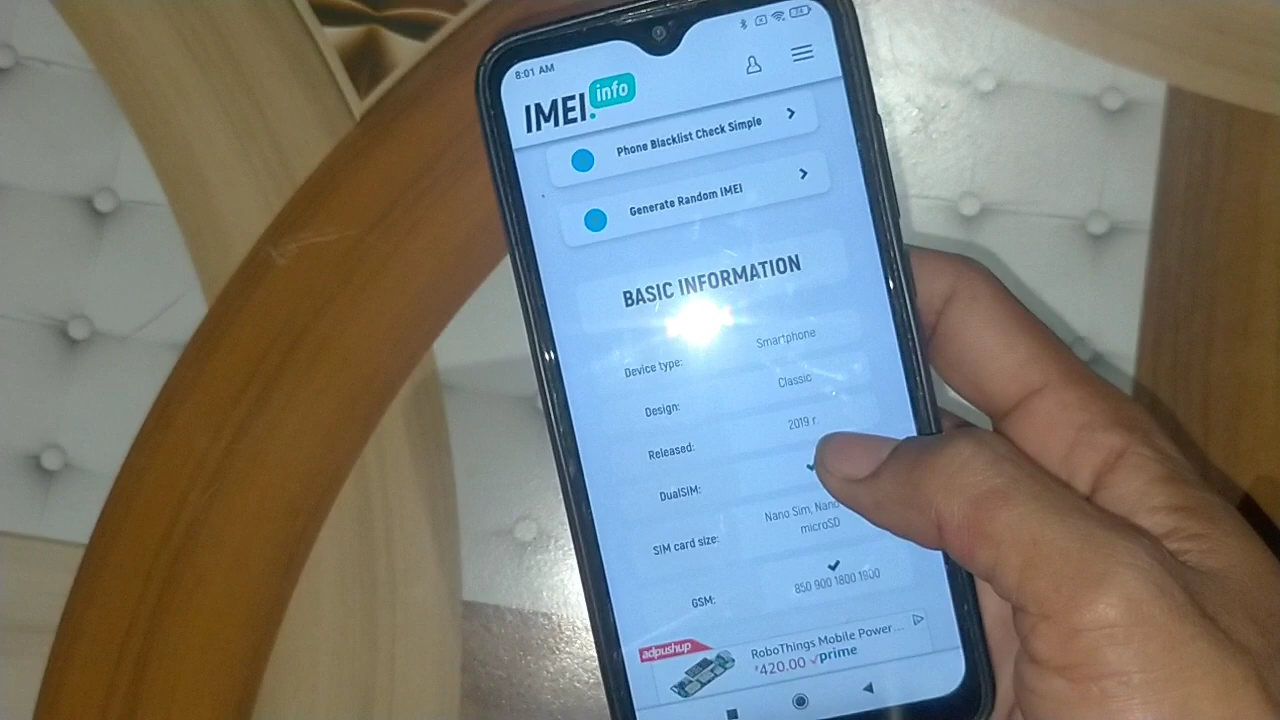 8:01 AM
74
IMEI.info
Phone Blacklist Check Simple
Generate Random IMEI
BASIC INFORMATION
Device type: Smartphone
Design: Classic
Released: 2019 r.
DualSIM:
SIM card size: Nano Sim, Nano
microSD
GSM:
850 900 1800 1900
adpushup
RoboThings Mobile Power...
₹420.00 prime